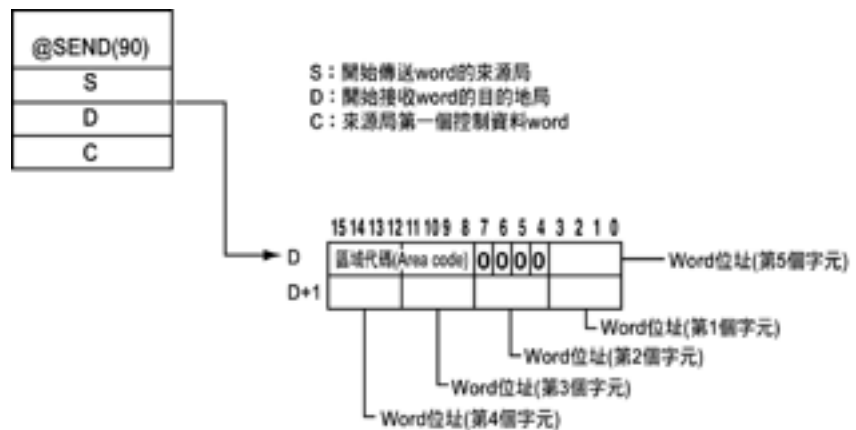 @SEND(90)
S
D
C
S：開始傳送word的來源局
D：開始接收word的目的地局
C：來源局第一個控制資料word
15 14 13 12 11 10 9 8 7 6 5 4 3 2 1 0
D 區域代碼(Area code) 0 0 0 0 Word位址(第5個字元)
D+1
Word位址(第1個字元)
Word位址(第2個字元)
Word位址(第3個字元)
Word位址(第4個字元)